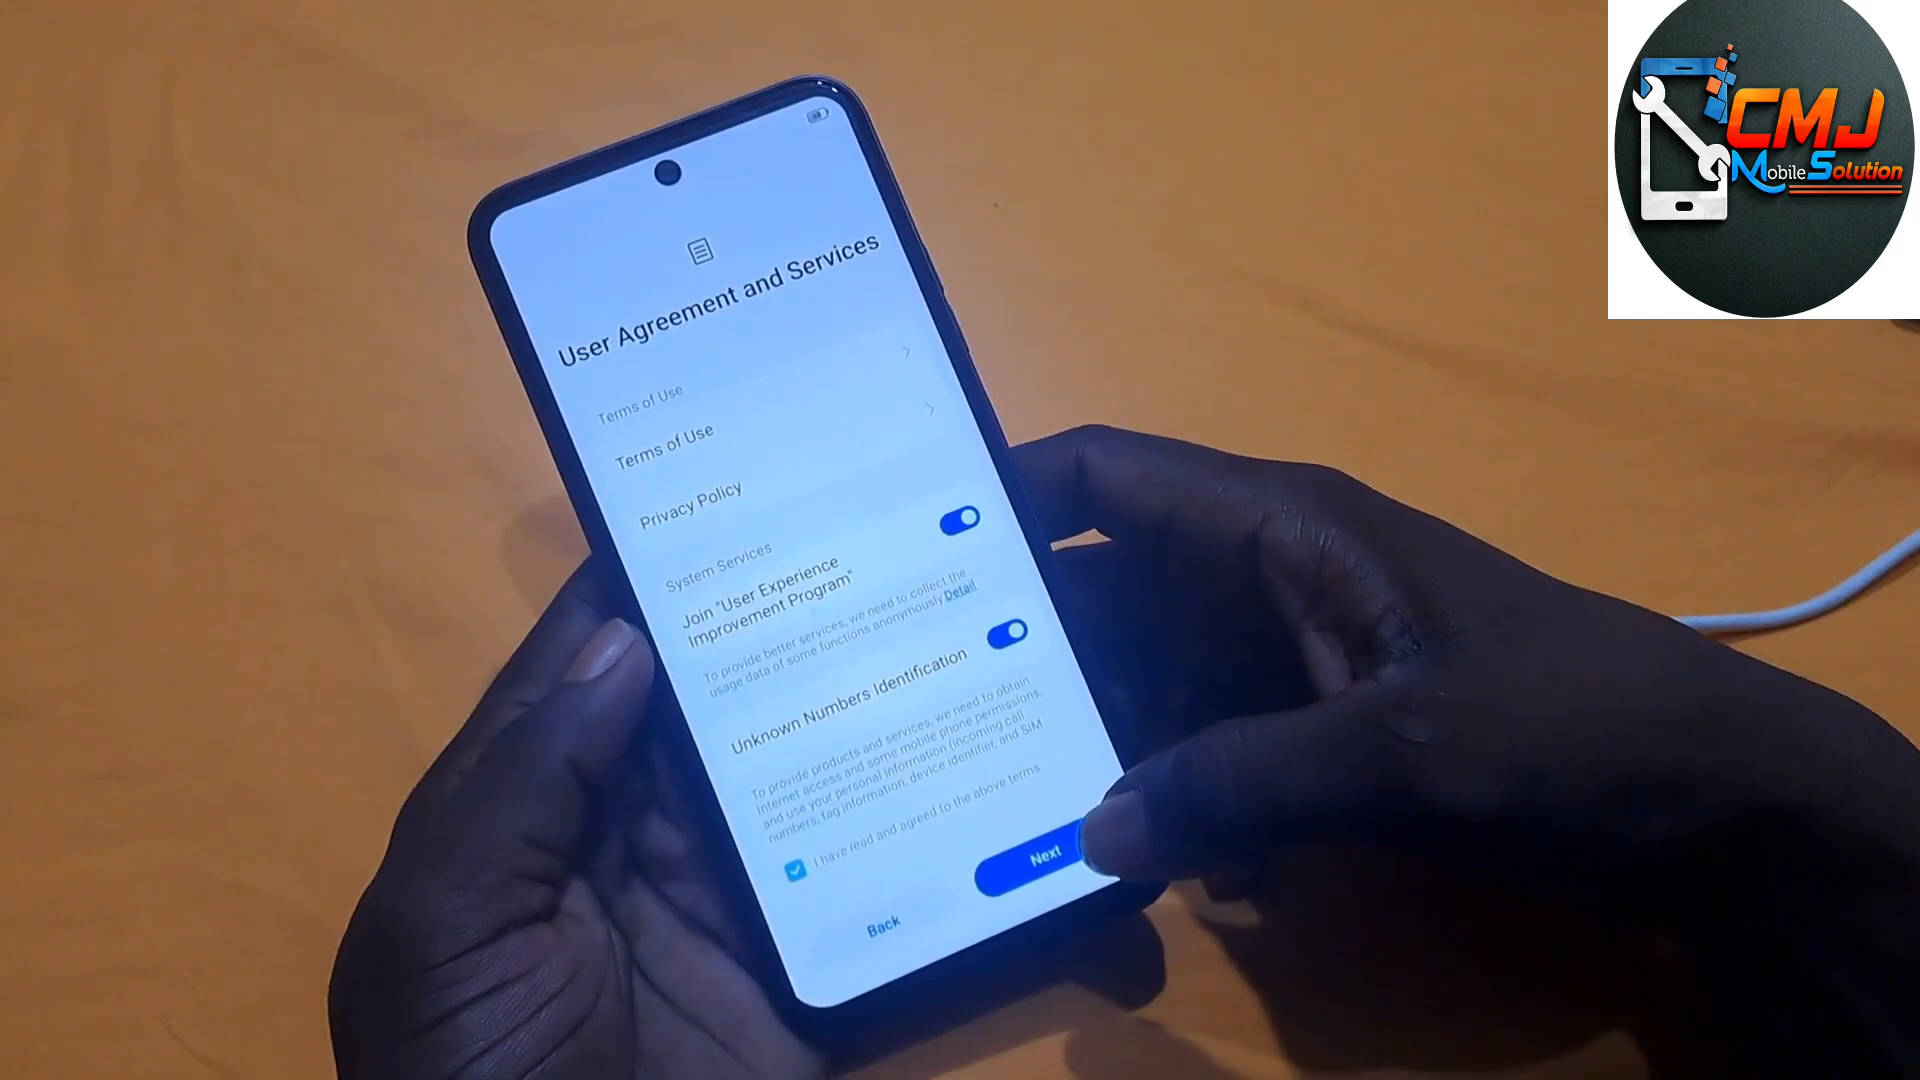 CMJ
Mobile Solution
User Agreement and Services
Terms of Use
Terms of Use
Privacy Policy
System Services
Join "User Experience
Improvement Program"
To provide better services, we need to collect the
usage data of some functions anonymously.Detail
Unknown Numbers Identification
To provide products and services, we need to obtain
Internet access and some mobile phone permissions,
and use your personal information (incoming call
numbers, tag information, device identifier, and SIM
I have read and agreed to the above terms
Next
Back